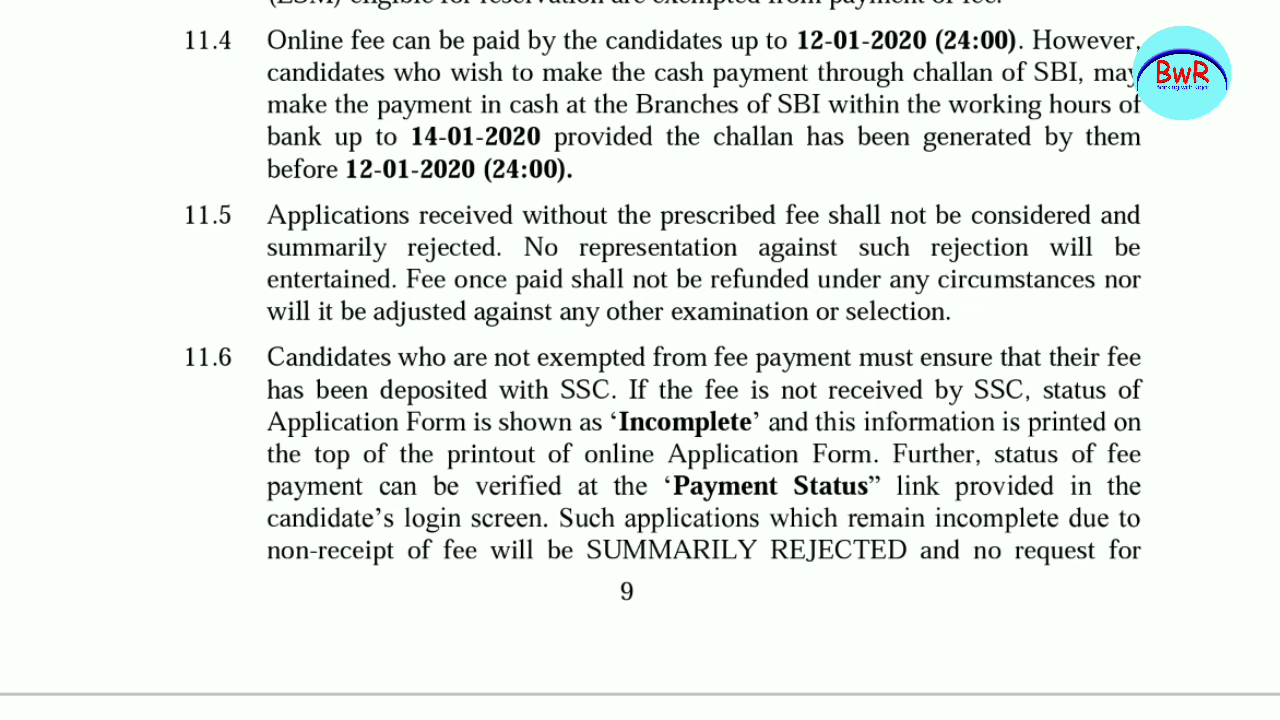 (ESM) eligible for reservation are exempted from payment of fee.
11.4 Online fee can be paid by the candidates up to 12-01-2020 (24:00). However,
candidates who wish to make the cash payment through challan of SBI, may
make the payment in cash at the Branches of SBI within the working hours of
bank up to 14-01-2020 provided the challan has been generated by them
before 12-01-2020 (24:00).
11.5 Applications received without the prescribed fee shall not be considered and
summarily rejected. No representation against such rejection will be
entertained. Fee once paid shall not be refunded under any circumstances nor
will it be adjusted against any other examination or selection.
11.6 Candidates who are not exempted from fee payment must ensure that their fee
has been deposited with SSC. If the fee is not received by SSC, status of
Application Form is shown as ‘Incomplete’ and this information is printed on
the top of the printout of online Application Form. Further, status of fee
payment can be verified at the ‘Payment Status” link provided in the
candidate’s login screen. Such applications which remain incomplete due to
non-receipt of fee will be SUMMARILY REJECTED and no request for
9
BWR